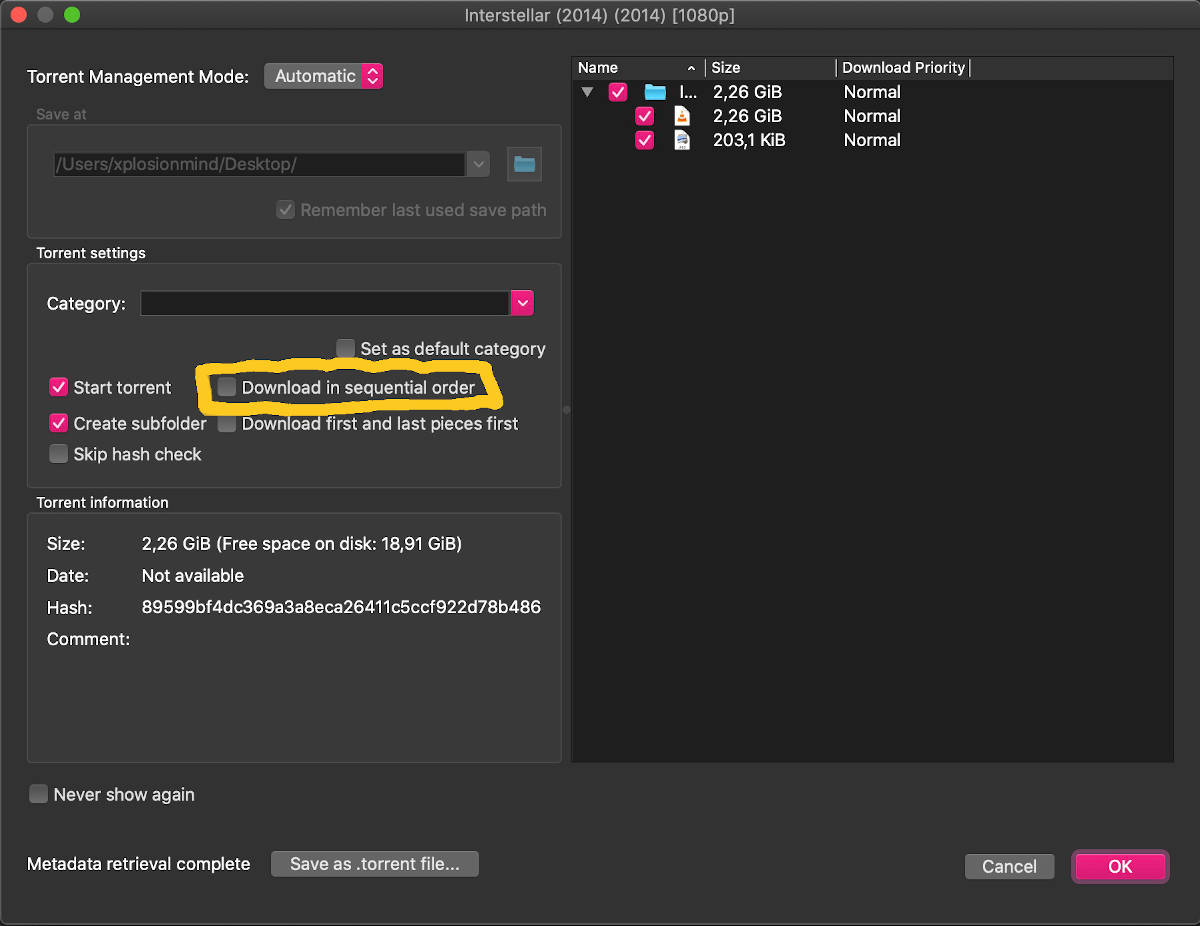 Interstellar (2014) (2014) [1080p]
Torrent Management Mode: Automatic
Save at
/Users/xplosionmind/Desktop/
Remember last used save path
Torrent settings
Category:
Set as default category
Start torrent Download in sequential order
Create subfolder Download first and last pieces first
Skip hash check
Torrent information
Size: 2,26 GiB (Free space on disk: 18,91 GiB)
Date: Not available
Hash: 89599bf4dc369a3a8eca26411c5ccf922d78b486
Comment:
Never show again
Metadata retrieval complete Save as .torrent file...
Name Size Download Priority
I... 2,26 GiB Normal
2,26 GiB Normal
203,1 KiB Normal
Cancel OK